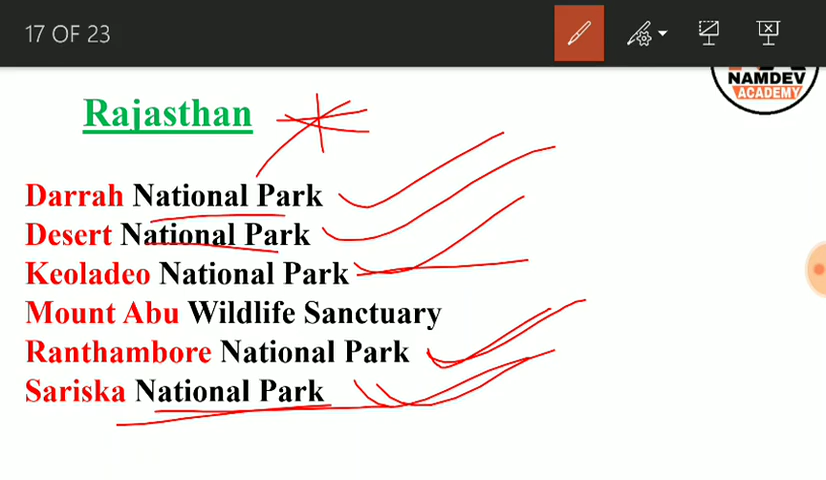 17 OF 23
NAMDEV
ACADEMY
Rajasthan
Darrah National Park
Desert National Park
Keoladeo National Park
Mount Abu Wildlife Sanctuary
Ranthambore National Park
Sariska National Park